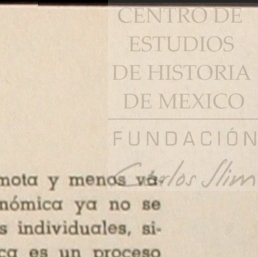 CENTRO DE
ESTUDIOS
DE HISTORIA
DE MEXICO
FUNDACIÓN
Carlos Slim
mota y menos vá-
nómica ya no se
s individuales, si-
ca es un proceso